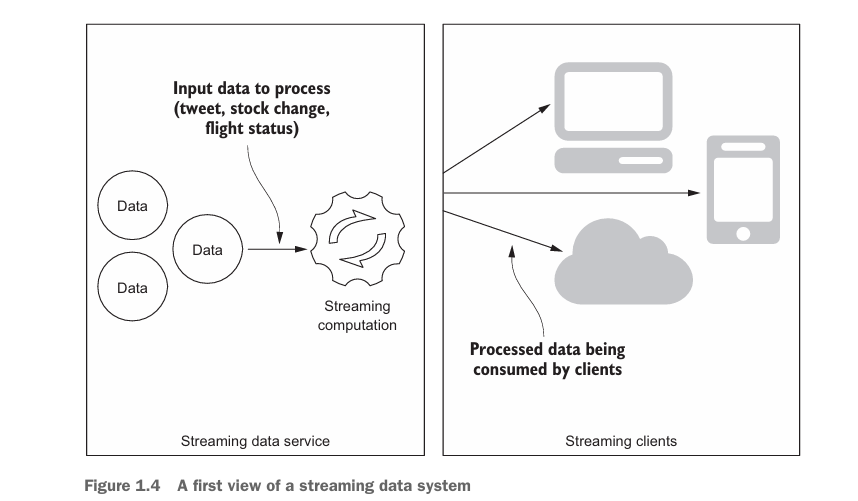 Input data to process
(tweet, stock change,
flight status)
Data
Data
Data
Streaming
computation
Streaming data service
Processed data being
consumed by clients
Streaming clients
Figure 1.4 A first view of a streaming data system